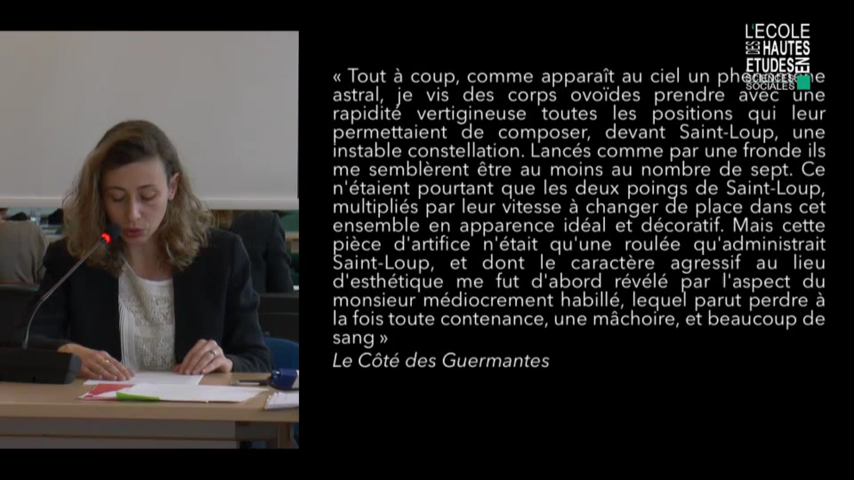 L'ECOLE
DES HAUTES
ETUDES EN
SCIENCES
SOCIALES
« Tout à coup, comme apparaît au ciel un phénomène
astral, je vis des corps ovoïdes prendre avec une
rapidité vertigineuse toutes les positions qui leur
permettaient de composer, devant Saint-Loup, une
instable constellation. Lancés comme par une fronde ils
me semblèrent être au moins au nombre de sept. Ce
n'étaient pourtant que les deux poings de Saint-Loup,
multipliés par leur vitesse à changer de place dans cet
ensemble en apparence idéal et décoratif. Mais cette
pièce d'artifice n'était qu'une roulée qu'administrait
Saint-Loup, et dont le caractère agressif au lieu
d'esthétique me fut d'abord révélé par l'aspect du
monsieur médiocrement habillé, lequel parut perdre à
la fois toute contenance, une mâchoire, et beaucoup de
sang »
Le Côté des Guermantes